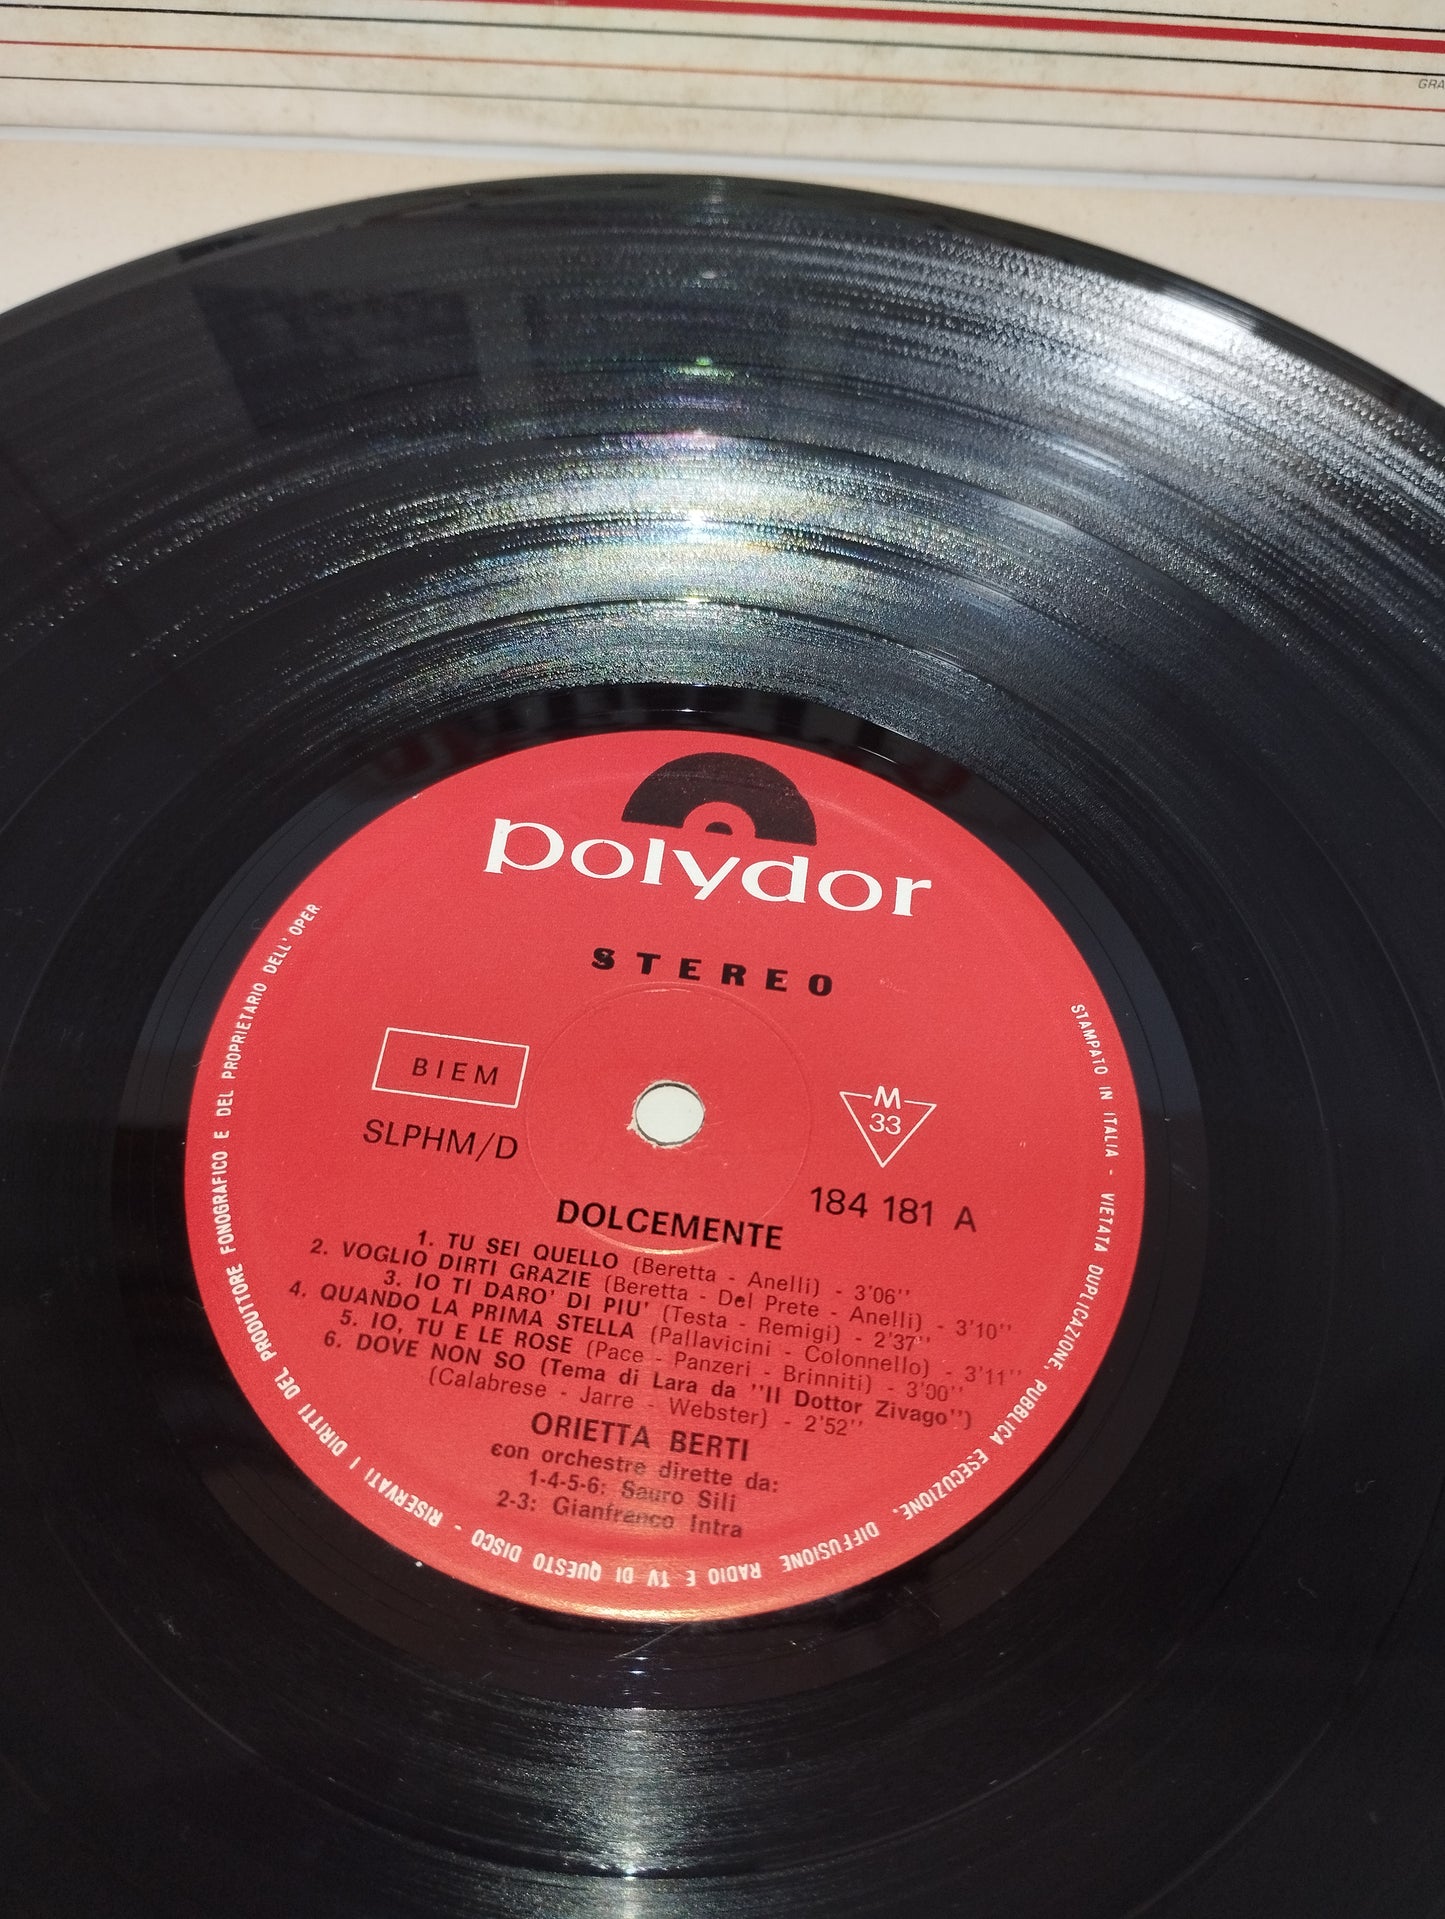 GRA
polydor
STEREO
BIEM
SLPHM/D
M
33
184 181 A
DOLCEMENTE
1. TU SEI QUELLO (Beretta - Anelli) - 3'06''
2. VOGLIO DIRTI GRAZIE (Beretta - Del Prete - Anelli) - 3'10''
3. IO TI DARO' DI PIU' (Testa - Remigi) - 2'37''
4. QUANDO LA PRIMA STELLA (Pallavicini - Colonnello) - 3'11''
5. IO, TU E LE ROSE (Pace - Panzeri - Brinniti) - 3'00''
6. DOVE NON SO (Tema di Lara da ''Il Dottor Zivago'')
(Calabrese - Jarre - Webster) - 2'52''
ORIETTA BERTI
con orchestre dirette da:
1-4-5-6: Sauro Sili
2-3: Gianfranco Intra
STAMPATO IN ITALIA - VIETATA DUPLICAZIONE, PUBBLICA ESECUZIONE, DIFFUSIONE RADIO E TV DI QUESTO DISCO - RISERVATI I DIRITTI DEL PRODUTTORE FONOGRAFICO E DEL PROPRIETARIO DELL'OPER